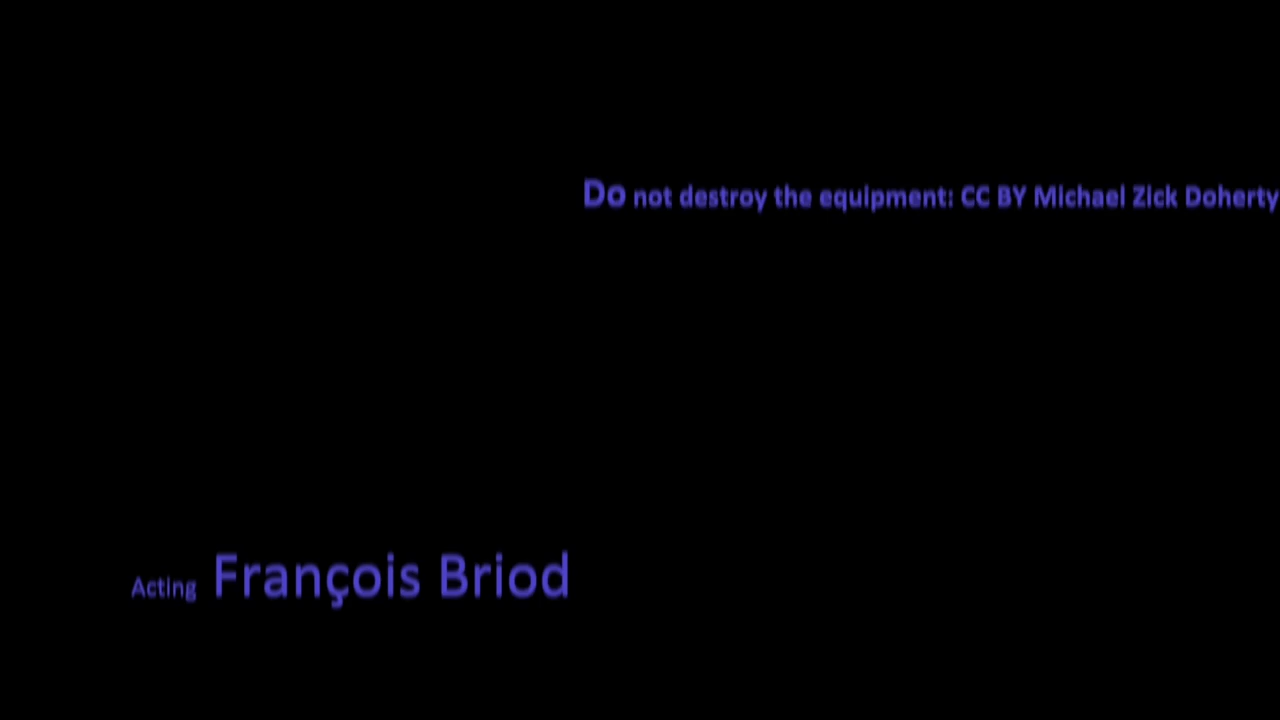 Do not destroy the equipment: CC BY Michael Zick Doherty
Acting François Briod